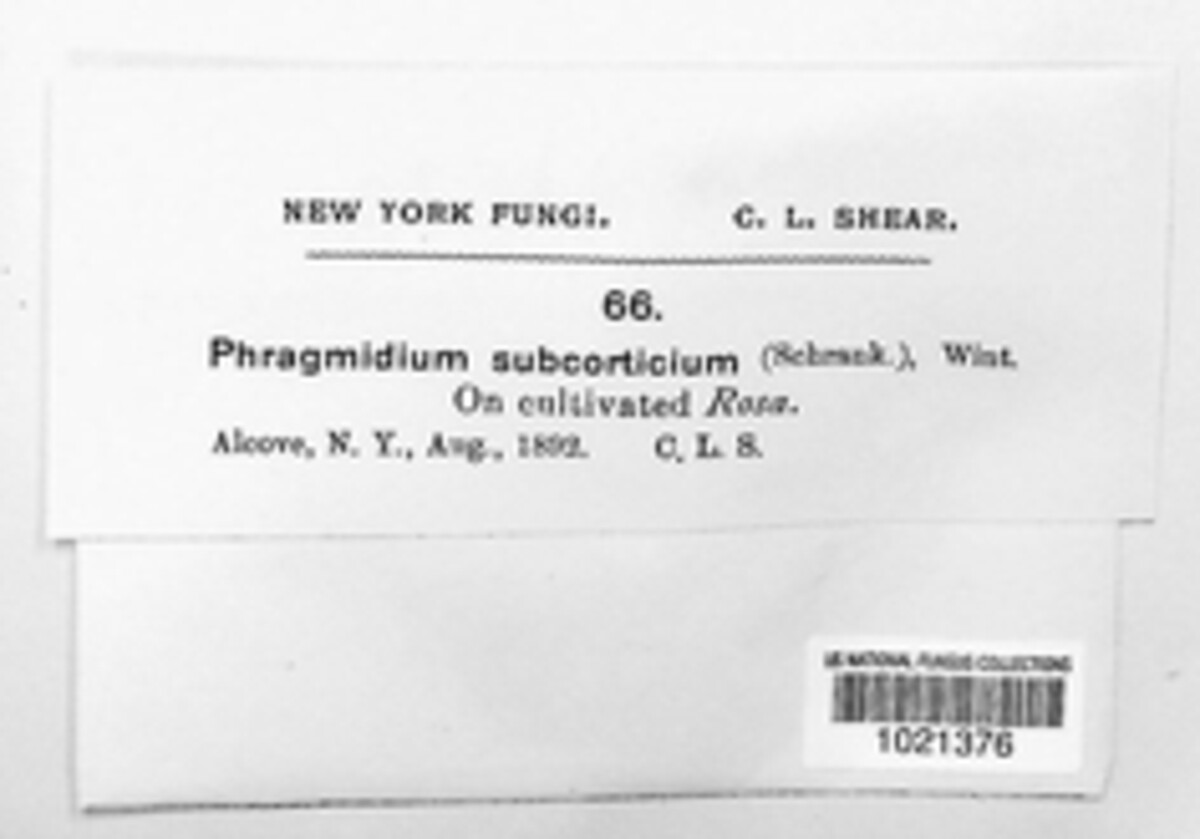 NEW YORK FUNGI. C. L. SHEAR.
66.
Phragmidium subcorticium (Schrank.), Wint.
On cultivated Rosa.
Alcove, N. Y., Aug., 1892. C. L. S.
US NATIONAL FUNGUS COLLECTIONS
1021376